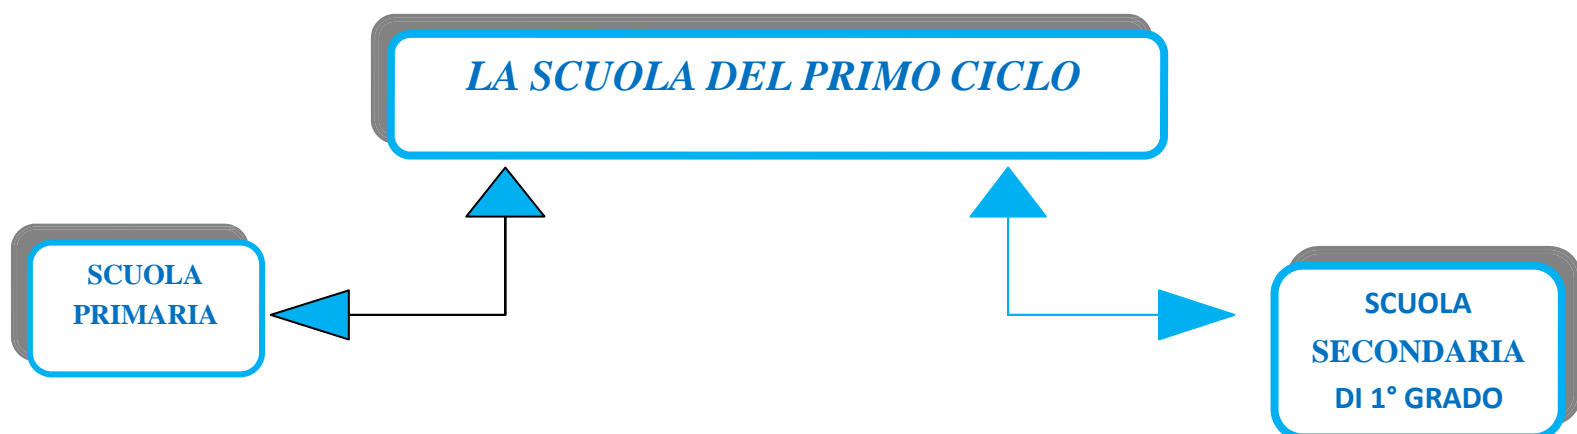 LA SCUOLA DEL PRIMO CICLO
SCUOLA
PRIMARIA
SCUOLA
SECONDARIA
DI 1° GRADO